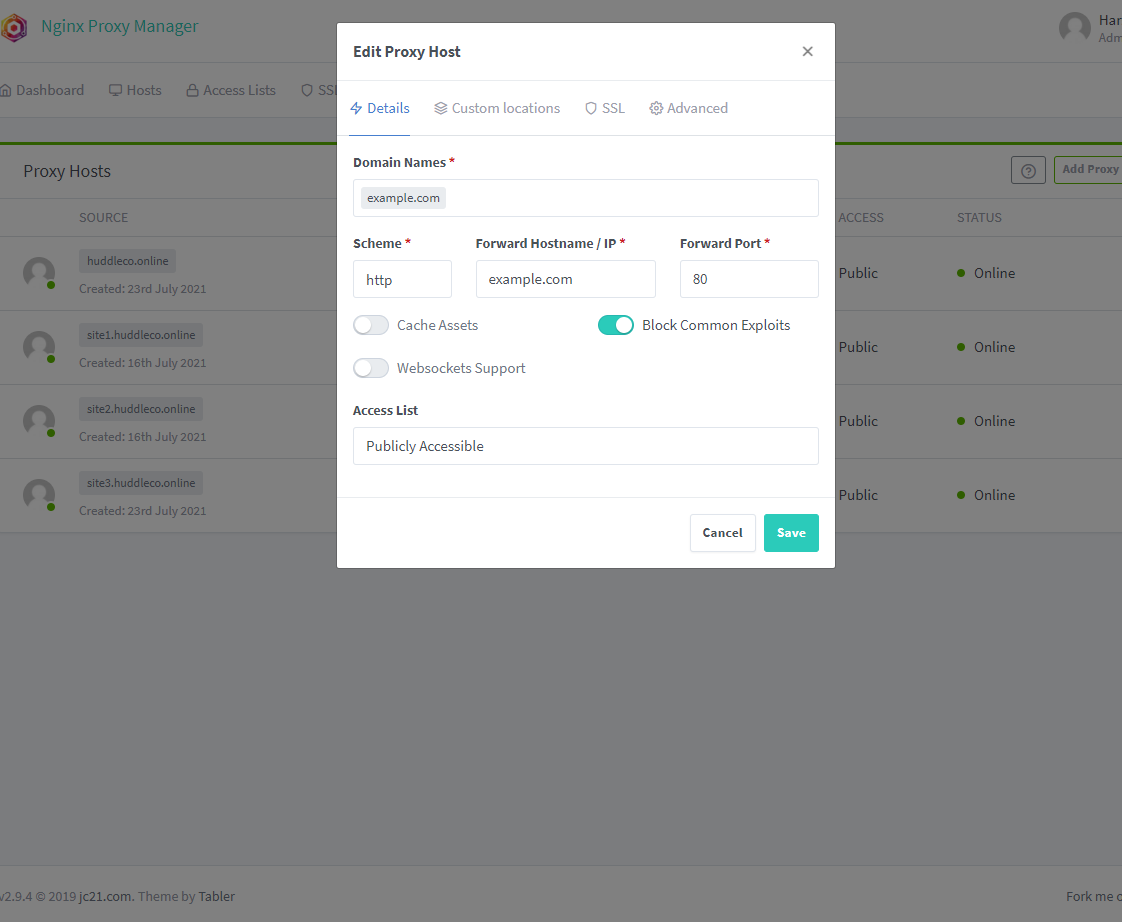 Nginx Proxy Manager
Har
Adm
Dashboard Hosts Access Lists SSL
Proxy Hosts
Add Proxy
SOURCE ACCESS STATUS
huddleco.online
Created: 23rd July 2021
Public Online
site1.huddleco.online
Created: 16th July 2021
Public Online
site2.huddleco.online
Created: 16th July 2021
Public Online
site3.huddleco.online
Created: 23rd July 2021
Public Online
Edit Proxy Host
Details Custom locations SSL Advanced
Domain Names *
example.com
Scheme * Forward Hostname / IP * Forward Port *
http example.com 80
Cache Assets Block Common Exploits
Websockets Support
Access List
Publicly Accessible
Cancel Save
v2.9.4 © 2019 jc21.com. Theme by Tabler
Fork me